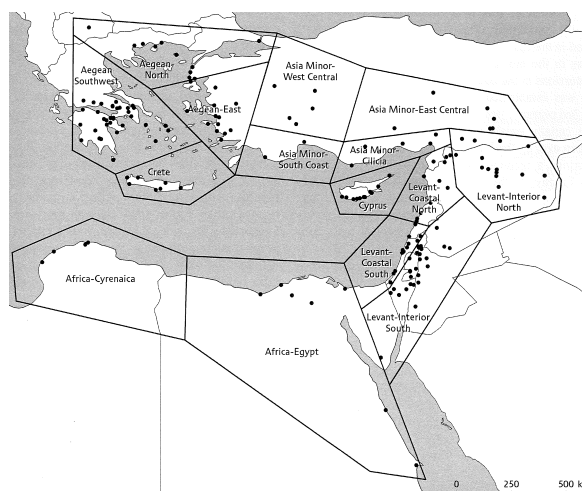 Aegean
Southwest
Aegean-
North
Aegean-East
Asia Minor-
West Central
Asia Minor-East Central
Asia Minor-
South Coast
Asia Minor-
Cilicia
Crete
Cyprus
Levant-
Coastal
North
Levant-Interior
North
Levant-
Coastal
South
Levant-Interior
South
Africa-Cyrenaica
Africa-Egypt
0 250 500 k